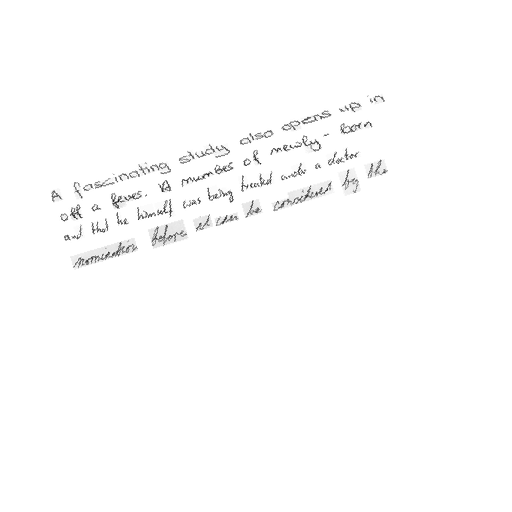 A fascinating study also opens up in
off a fever. A number of newly-born
and that he himself was being treated under a doctor
nomination before it can be considered by the